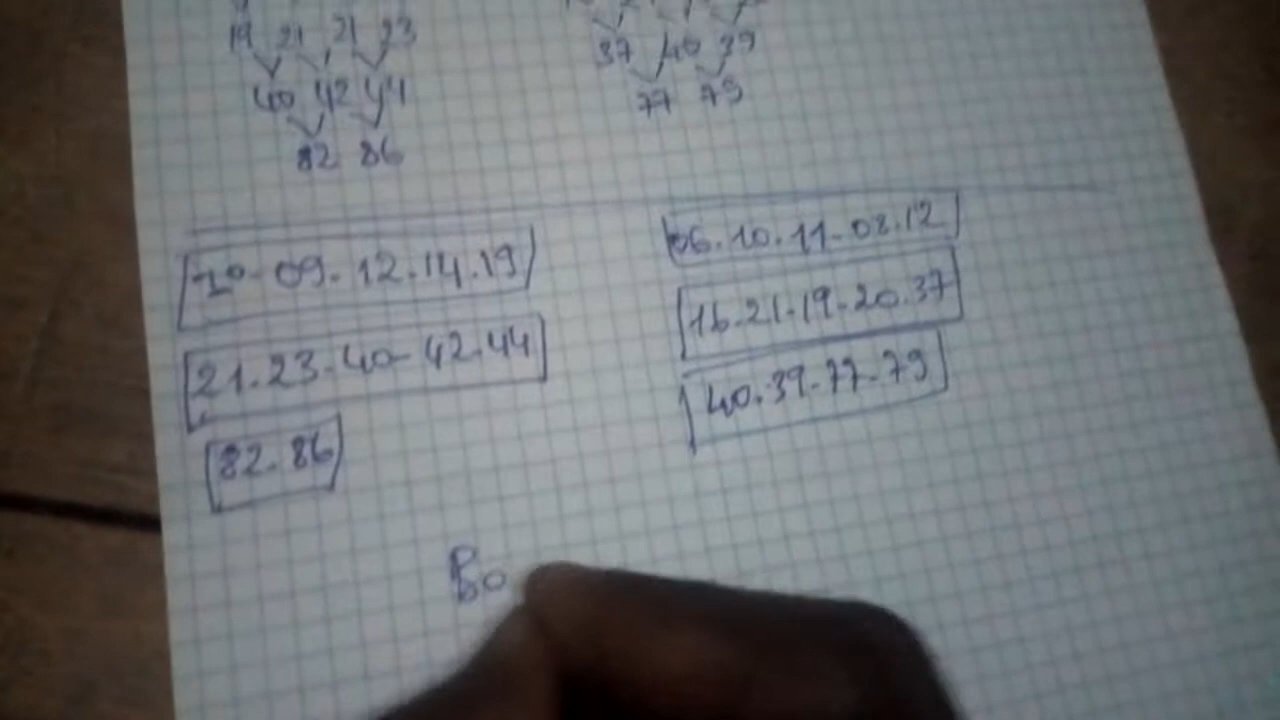 19 21 21 23
40 42 44
82 86
37 40 39
77 79
10-09-12.14.19
21.23-40-42-44
82-86
06.10.11-08.12
16-21-19-20.37
40.39-77-79
Bo